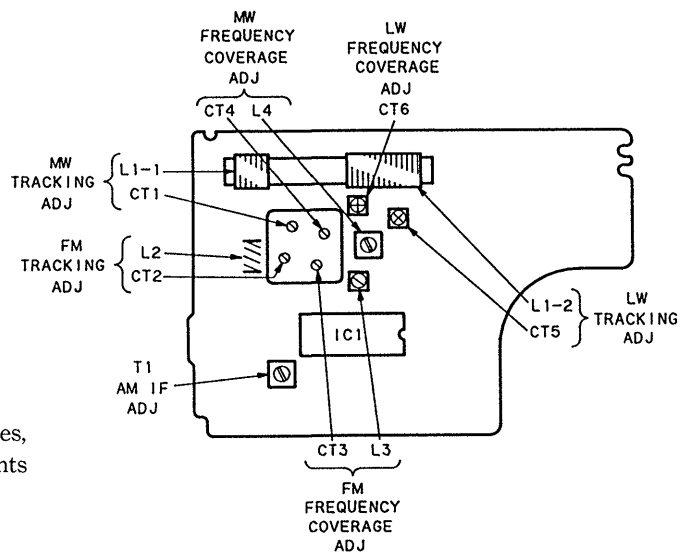 MW
FREQUENCY
COVERAGE
ADJ
CT4 L4
LW
FREQUENCY
COVERAGE
ADJ
CT6
MW
TRACKING
ADJ
L1-1
CT1
FM
TRACKING
ADJ
L2
CT2
L1-2
CT5
LW
TRACKING
ADJ
IC1
T1
AM IF
ADJ
es,
nts
CT3 L3
FM
FREQUENCY
COVERAGE
ADJ